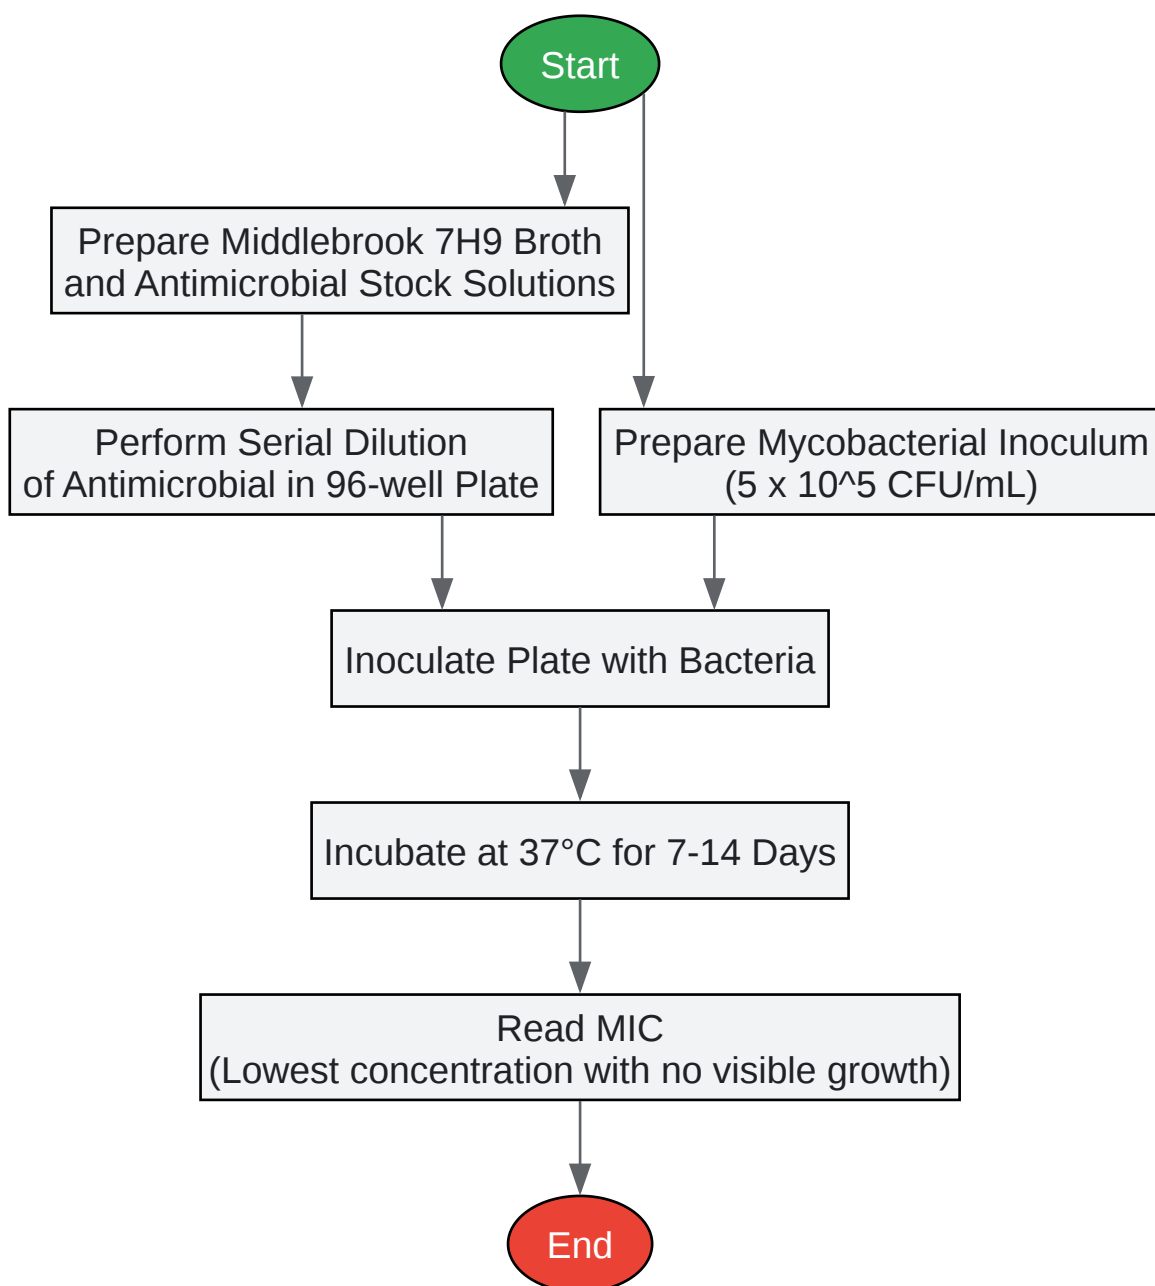 Start
Prepare Middlebrook 7H9 Broth
and Antimicrobial Stock Solutions
Perform Serial Dilution
of Antimicrobial in 96-well Plate
Prepare Mycobacterial Inoculum
(5 x 10^5 CFU/mL)
Inoculate Plate with Bacteria
Incubate at 37°C for 7-14 Days
Read MIC
(Lowest concentration with no visible growth)
End